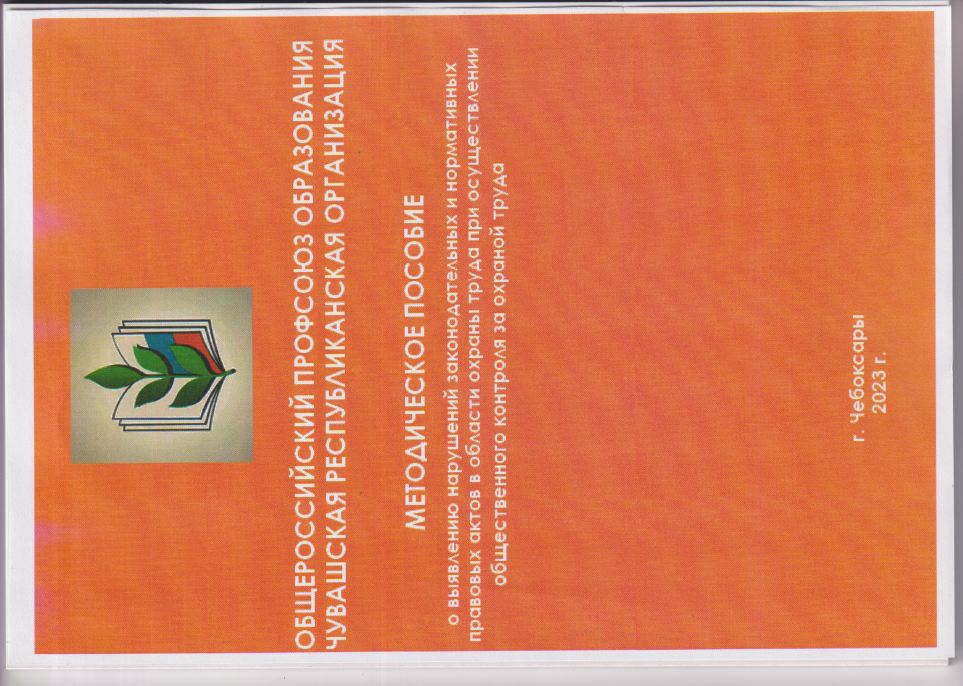 ОБЩЕРОССИЙСКИЙ ПРОФСОЮЗ ОБРАЗОВАНИЯ
ЧУВАШСКАЯ РЕСПУБЛИКАНСКАЯ ОРГАНИЗАЦИЯ
МЕТОДИЧЕСКОЕ ПОСОБИЕ
о выявлению нарушений законодательных и нормативных
правовых актов в области охраны труда при осуществлении
общественного контроля за охраной труда
г. Чебоксары
2023 г.